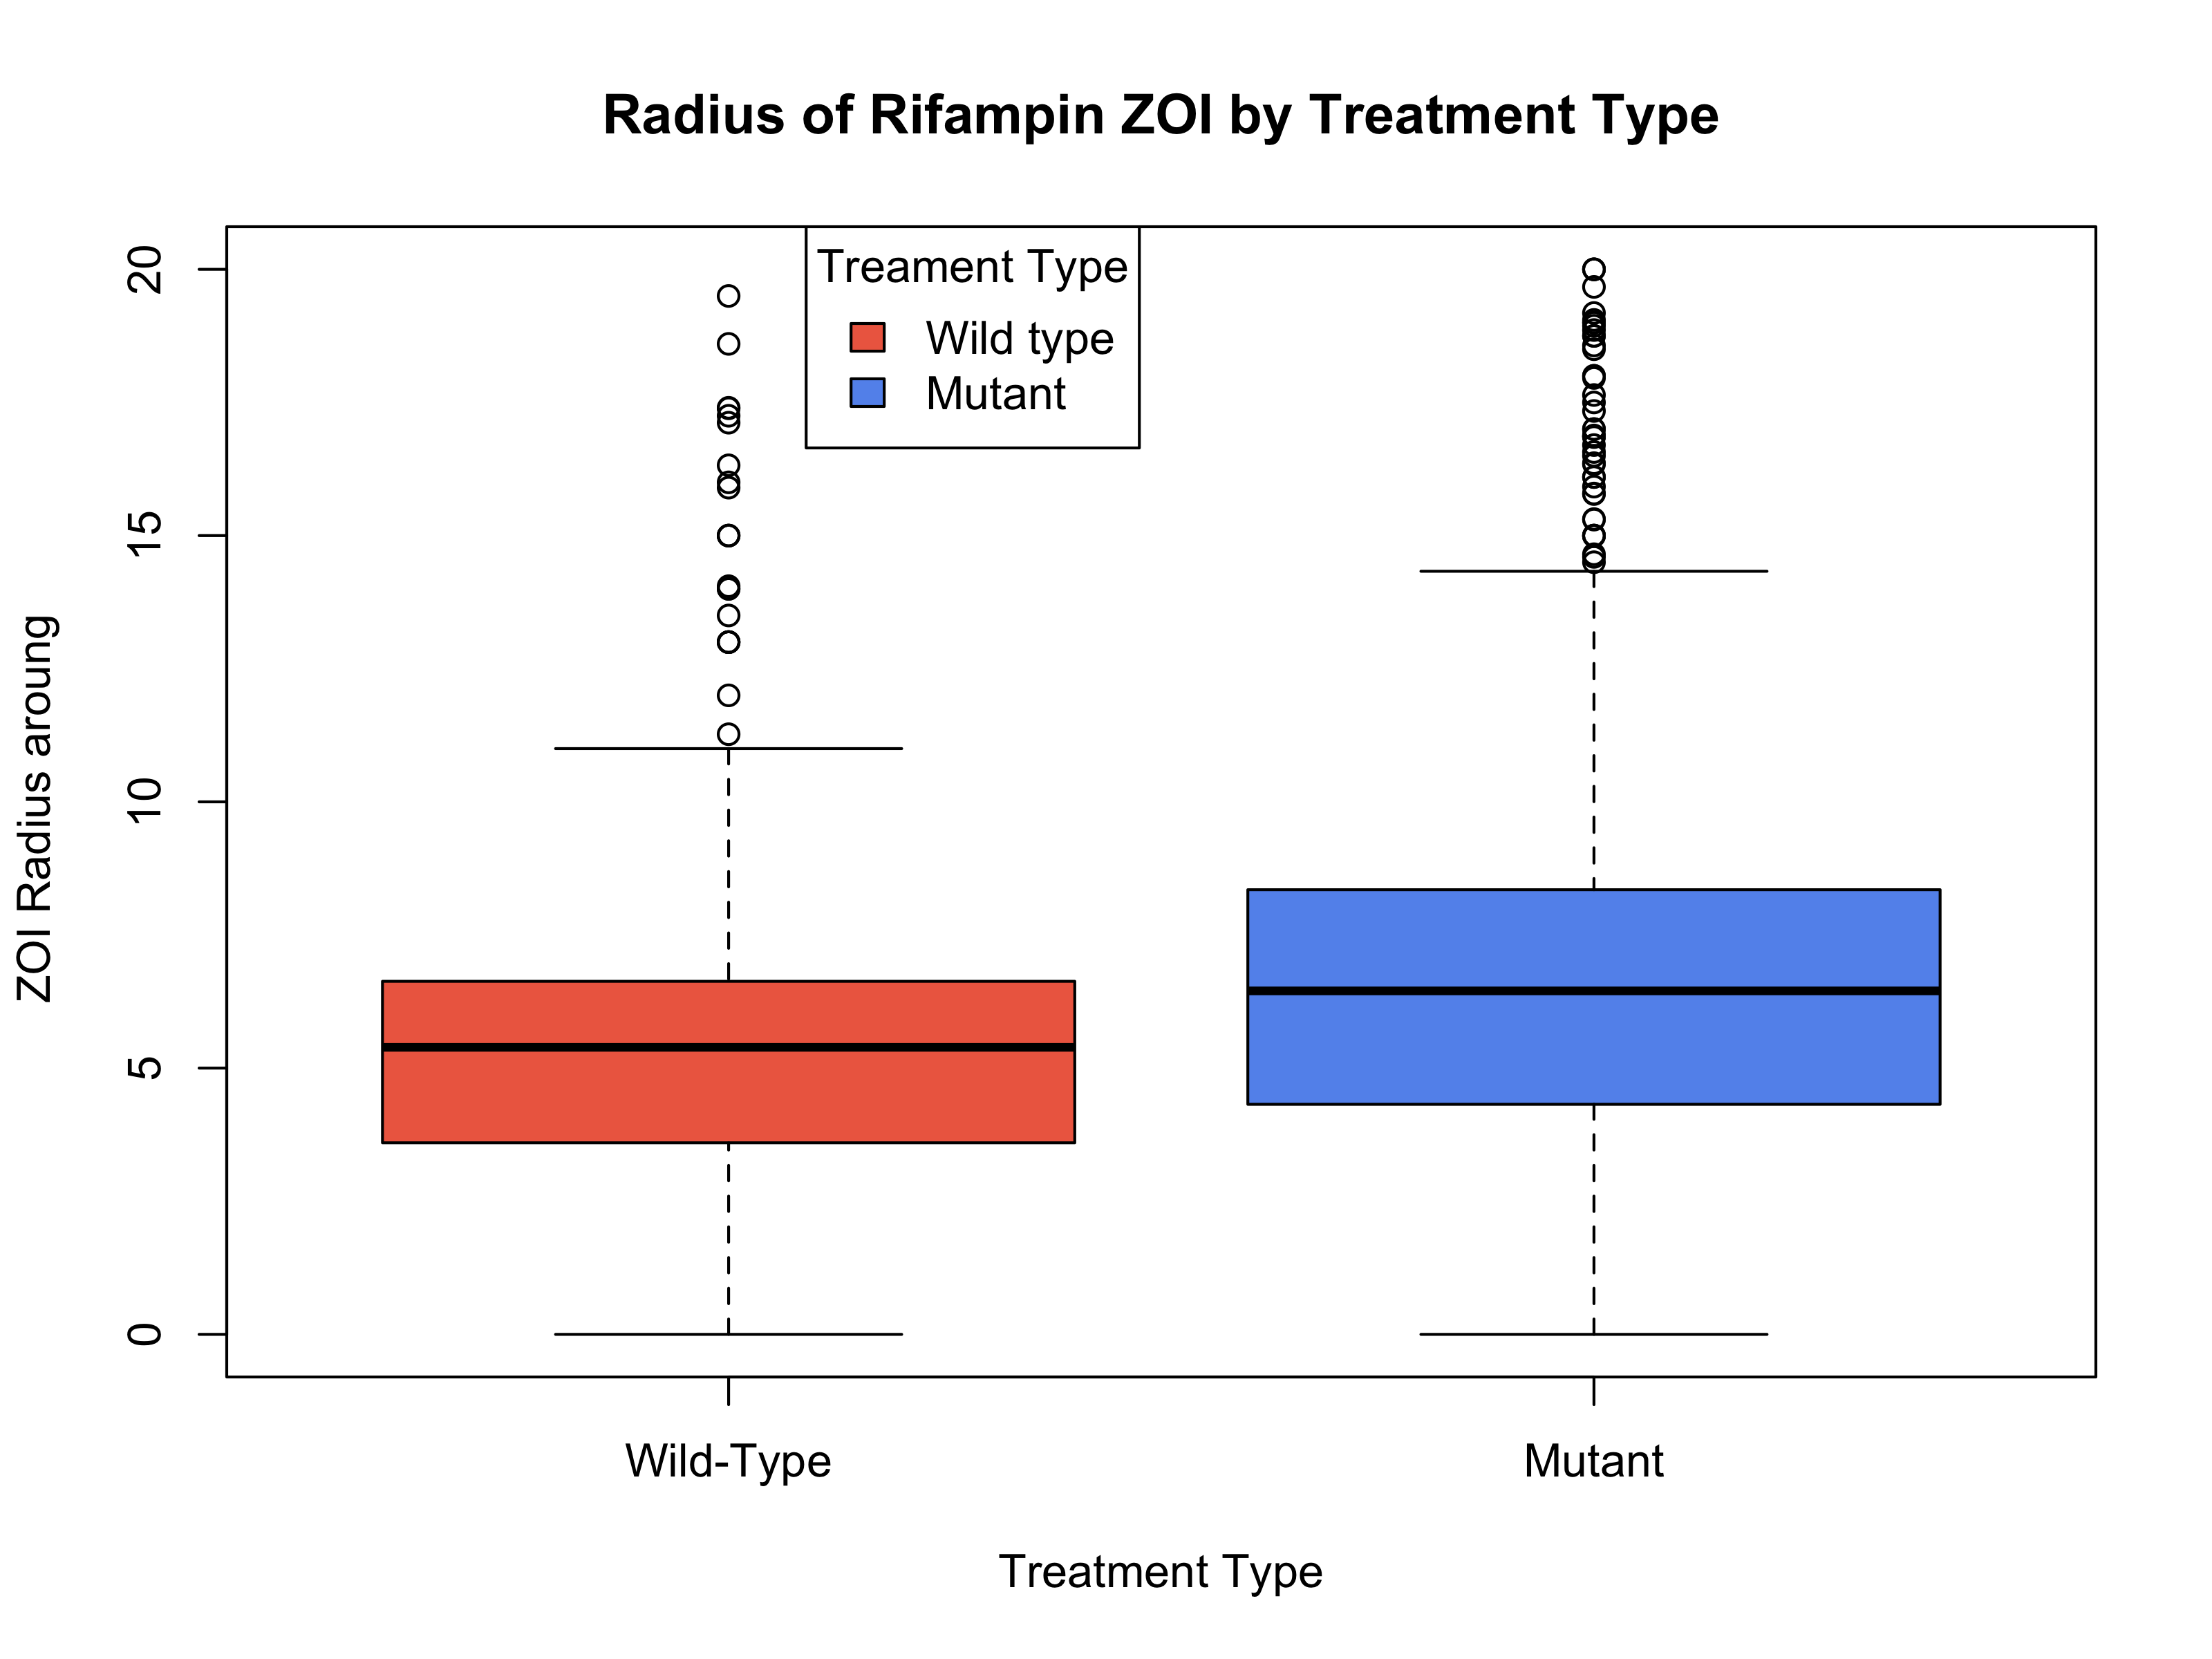 Radius of Rifampin ZOI by Treatment Type
Treament Type
Wild type
Mutant
ZOI Radius aroung
20
15
10
5
0
Wild-Type
Mutant
Treatment Type